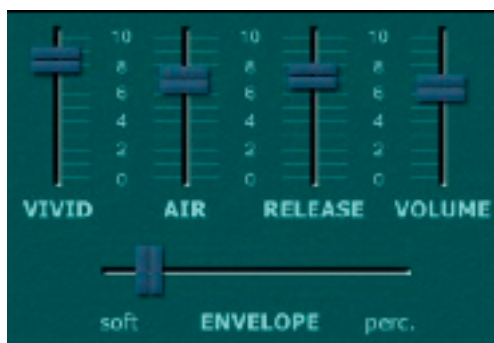 10 10 10
8 8 8
6 6 6
4 4 4
2 2 2
0 0 0
VIVID AIR RELEASE VOLUME
soft ENVELOPE perc.